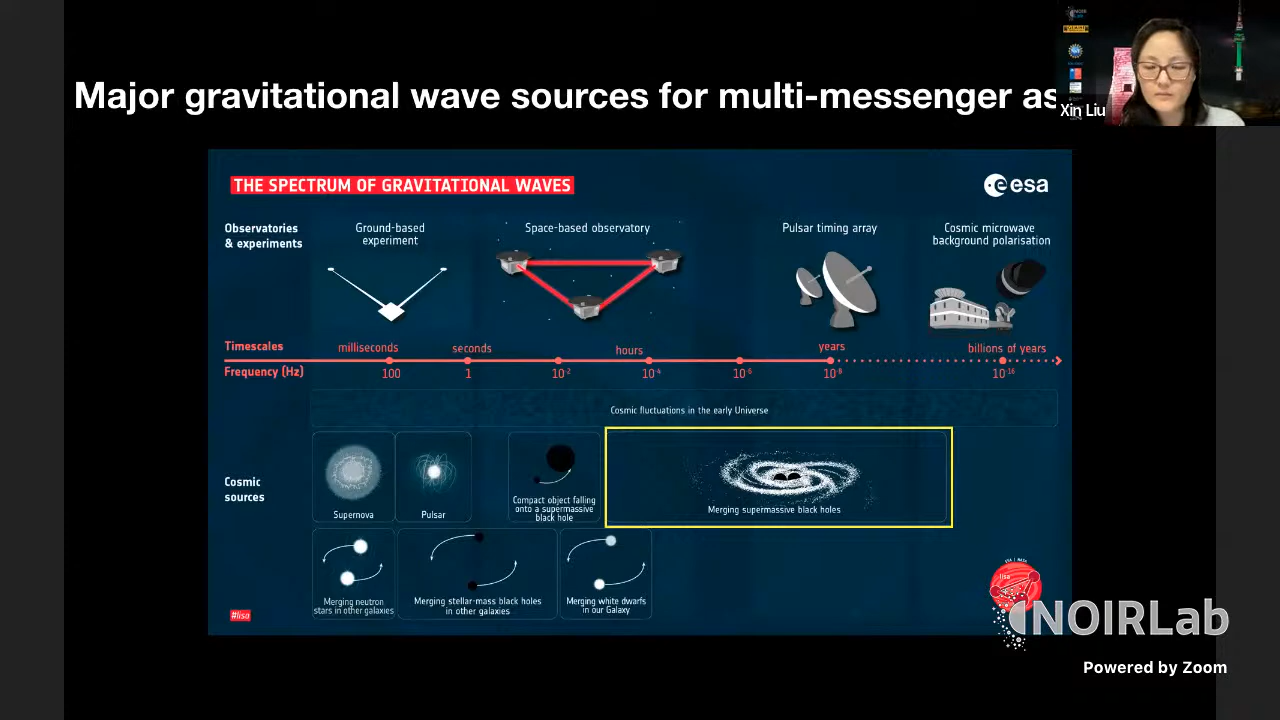 Major gravitational wave sources for multi-messenger as
Xin Liu
THE SPECTRUM OF GRAVITATIONAL WAVES
esa
Observatories
& experiments
Ground-based
experiment
Space-based observatory
Pulsar timing array
Cosmic microwave
background polarisation
Timescales
milliseconds
seconds
hours
years
billions of years
Frequency (Hz)
100
1
10⁻²
10⁻⁴
10⁻⁶
10⁻⁸
10⁻¹⁶
Cosmic fluctuations in the early Universe
Cosmic
sources
Supernova
Pulsar
Compact object falling
onto a supermassive
black hole
Merging supermassive black holes
Merging neutron
stars in other galaxies
Merging stellar-mass black holes
in other galaxies
Merging white dwarfs
in our Galaxy
#lisa
lisa
NOIRLab
Powered by Zoom